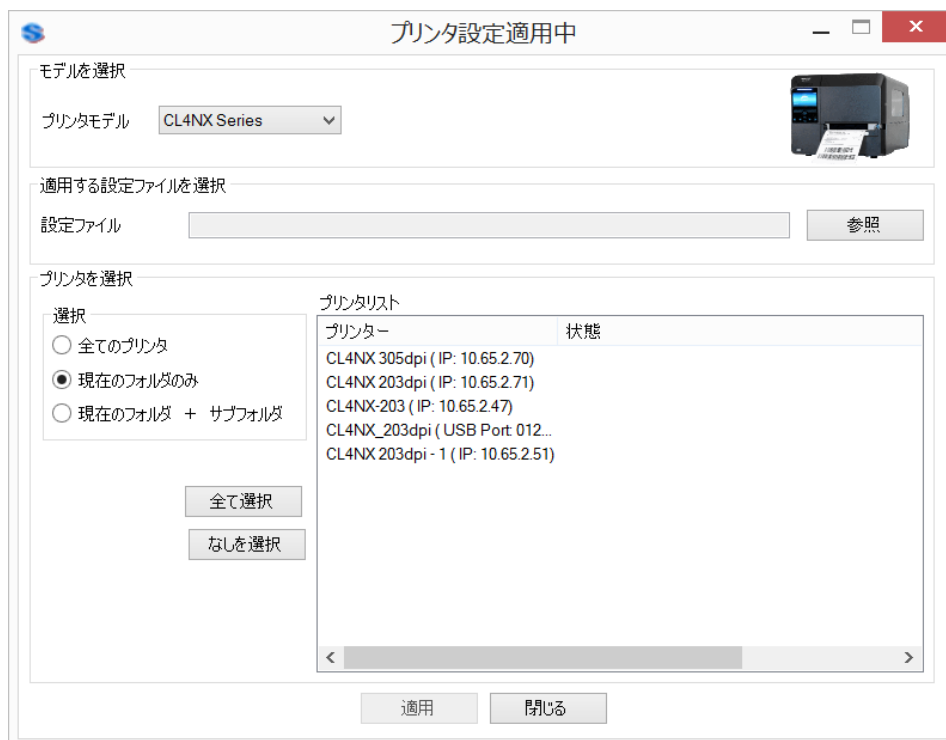 プリンタ設定適用中
モデルを選択
プリンタモデル CL4NX Series
適用する設定ファイルを選択
設定ファイル 参照
プリンタを選択
選択
全てのプリンタ
現在のフォルダのみ
現在のフォルダ + サブフォルダ
全て選択
なしを選択
プリンタリスト
プリンター 状態
CL4NX 305dpi ( IP: 10.65.2.70)
CL4NX 203dpi ( IP: 10.65.2.71)
CL4NX-203 ( IP: 10.65.2.47)
CL4NX_203dpi ( USB Port: 012...
CL4NX 203dpi - 1 ( IP: 10.65.2.51)
適用 閉じる